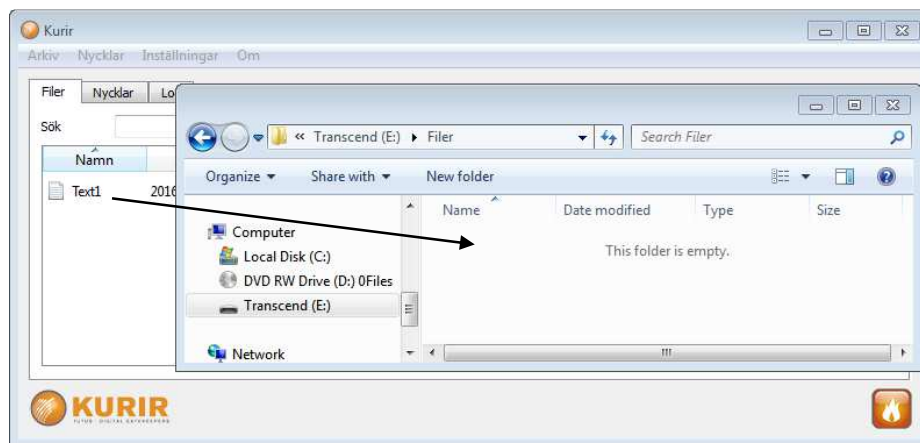 Kurir
Arkiv Nycklar Inställningar Om
Filer Nycklar Lo
« Transcend (E:) Filer Search Filer
Sök
Organize Share with New folder
Namn
Text1 2016
Name Date modified Type Size
This folder is empty.
Computer
Local Disk (C:)
DVD RW Drive (D:) 0Files
Transcend (E:)
Network
KURIR